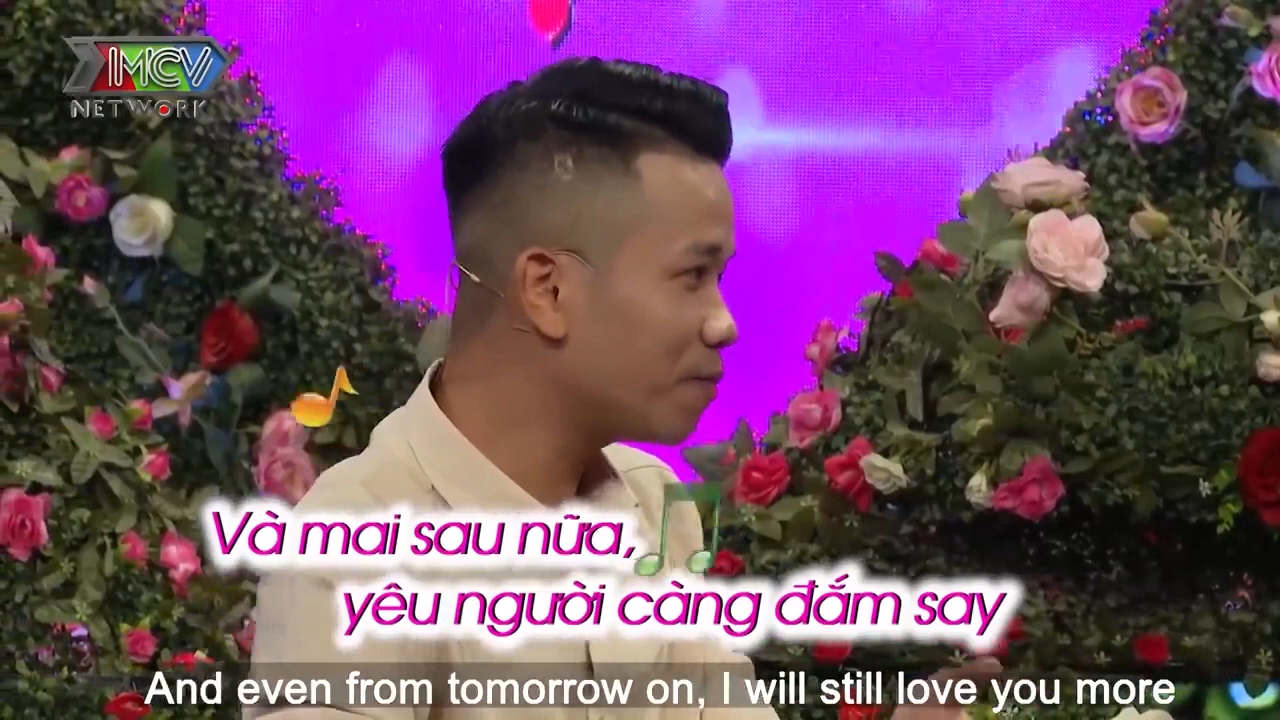 MCV
NETWORK
Và mai sau nữa,
yêu người càng đắm say
And even from tomorrow on, I will still love you more